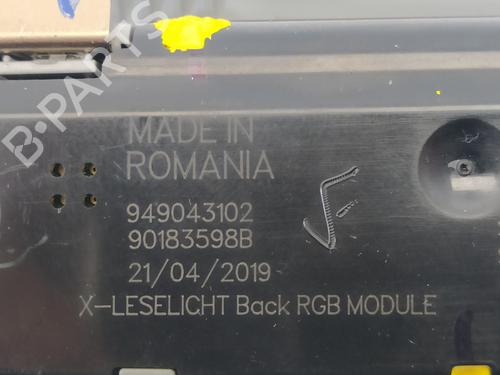 MADE IN
ROMANIA
949043102
90183598B
21/04/2019
X-LESELICHT Back RGB MODULE
B-PARTS